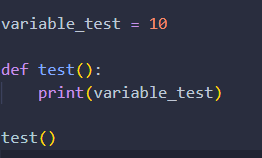 variable_test = 10
def test():
    print(variable_test)
test()